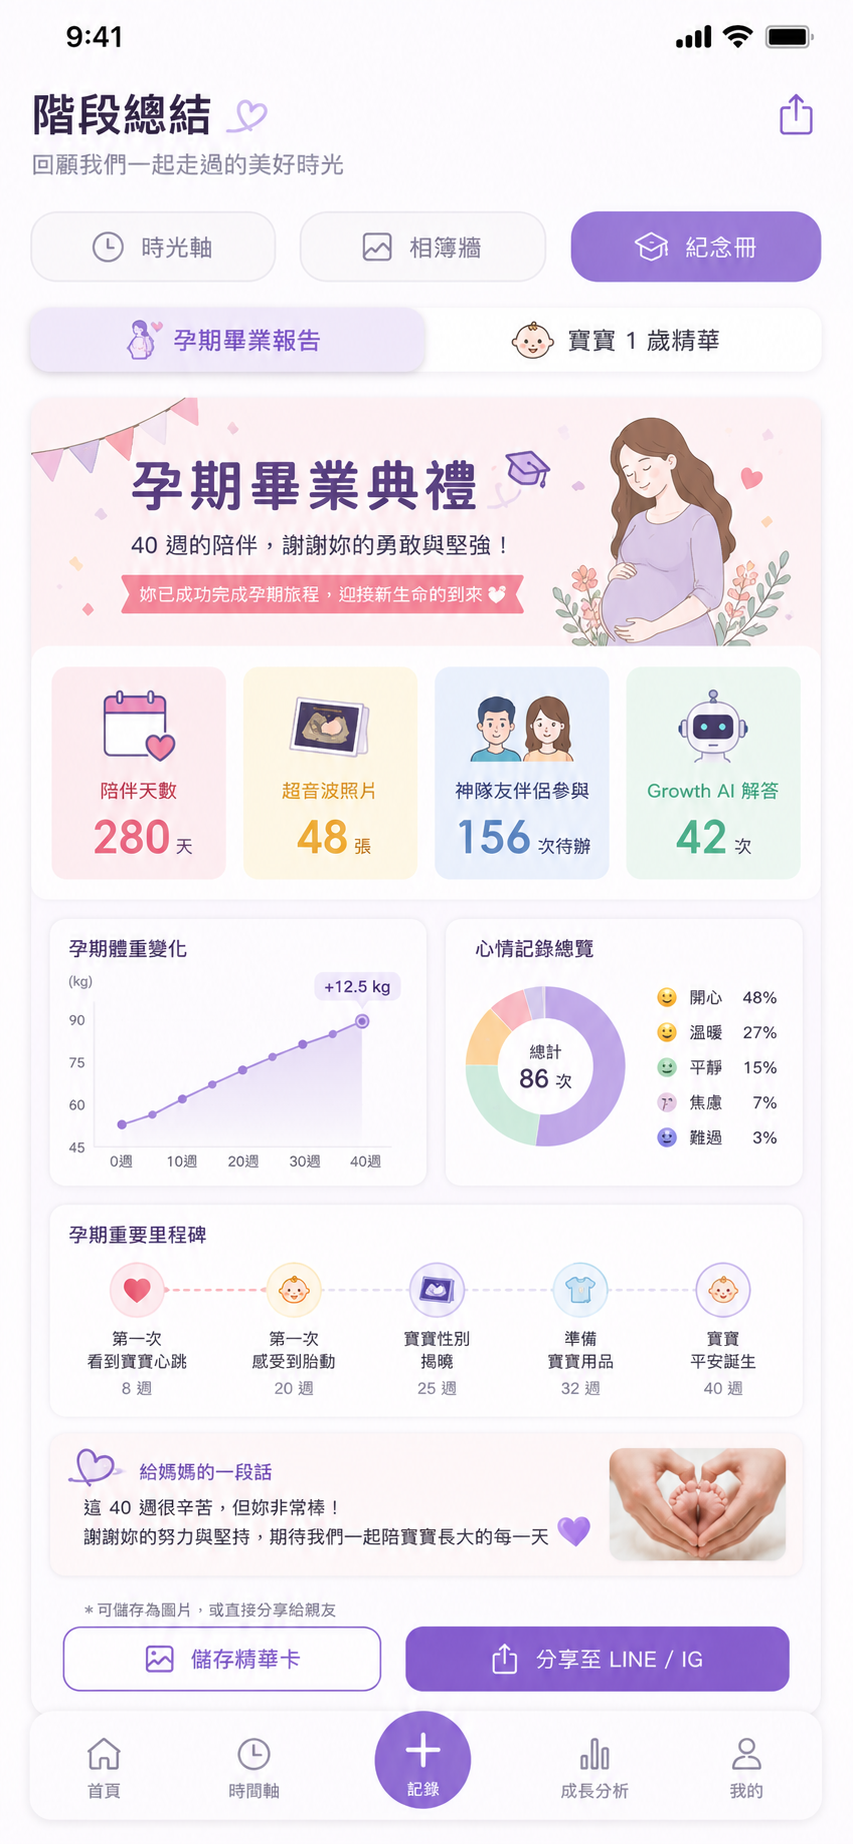 9:41
階段總結
回顧我們一起走過的美好時光
時光軸
相簿牆
紀念冊
孕期畢業報告
寶寶 1 歲精華
孕期畢業典禮
40 週的陪伴，謝謝妳的勇敢與堅強！
妳已成功完成孕期旅程，迎接新生命的到來
陪伴天數
280 天
超音波照片
48 張
神隊友伴侶參與
156 次待辦
Growth AI 解答
42 次
孕期體重變化
(kg)
+12.5 kg
90
75
60
45
0週
10週
20週
30週
40週
心情記錄總覽
總計
86 次
開心 48%
溫暖 27%
平靜 15%
焦慮 7%
難過 3%
孕期重要里程碑
第一次
看到寶寶心跳
8 週
第一次
感受到胎動
20 週
寶寶性別
揭曉
25 週
準備
寶寶用品
32 週
寶寶
平安誕生
40 週
給媽媽的一段話
這 40 週很辛苦，但妳非常棒！
謝謝妳的努力與堅持，期待我們一起陪寶寶長大的每一天
＊可儲存為圖片，或直接分享給親友
儲存精華卡
分享至 LINE / IG
首頁
時間軸
記錄
成長分析
我的